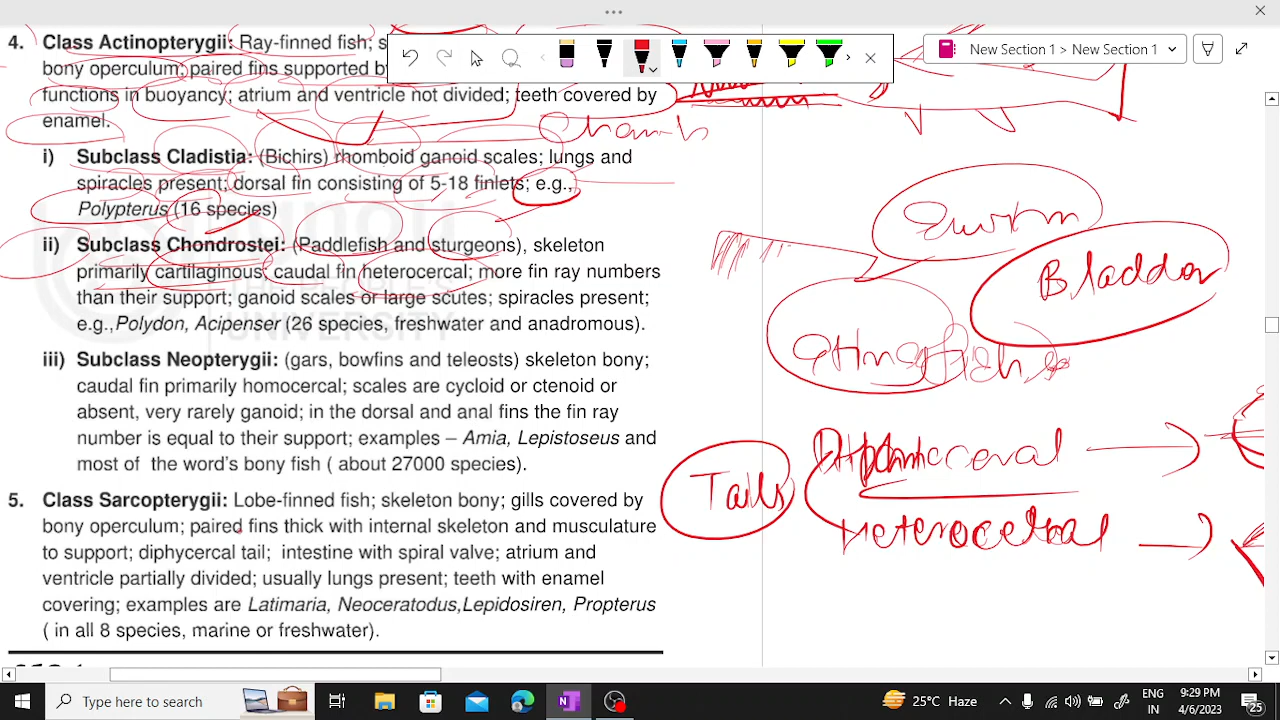 New Section 1 > New Section 1
4. Class Actinopterygii: Ray-finned fish; s
bony operculum; paired fins supported by
functions in buoyancy; atrium and ventricle not divided; teeth covered by
enamel.
i) Subclass Cladistia: (Bichirs) rhomboid ganoid scales; lungs and
spiracles present; dorsal fin consisting of 5-18 finlets; e.g.,
Polypterus (16 species)
ii) Subclass Chondrostei: (Paddlefish and sturgeons), skeleton
primarily cartilaginous; caudal fin heterocercal; more fin ray numbers
than their support; ganoid scales or large scutes; spiracles present;
e.g.,Polydon, Acipenser (26 species, freshwater and anadromous).
iii) Subclass Neopterygii: (gars, bowfins and teleosts) skeleton bony;
caudal fin primarily homocercal; scales are cycloid or ctenoid or
absent, very rarely ganoid; in the dorsal and anal fins the fin ray
number is equal to their support; examples – Amia, Lepistoseus and
most of the word's bony fish ( about 27000 species).
5. Class Sarcopterygii: Lobe-finned fish; skeleton bony; gills covered by
bony operculum; paired fins thick with internal skeleton and musculature
to support; diphycercal tail; intestine with spiral valve; atrium and
ventricle partially divided; usually lungs present; teeth with enamel
covering; examples are Latimaria, Neoceratodus,Lepidosiren, Propterus
( in all 8 species, marine or freshwater).
THE PEOPLE'S
UNIVERSITY
Swim
Bladdor
Tails
Type here to search
25°C Haze
ENG
IN
9:29 PM
4/6/2023
25